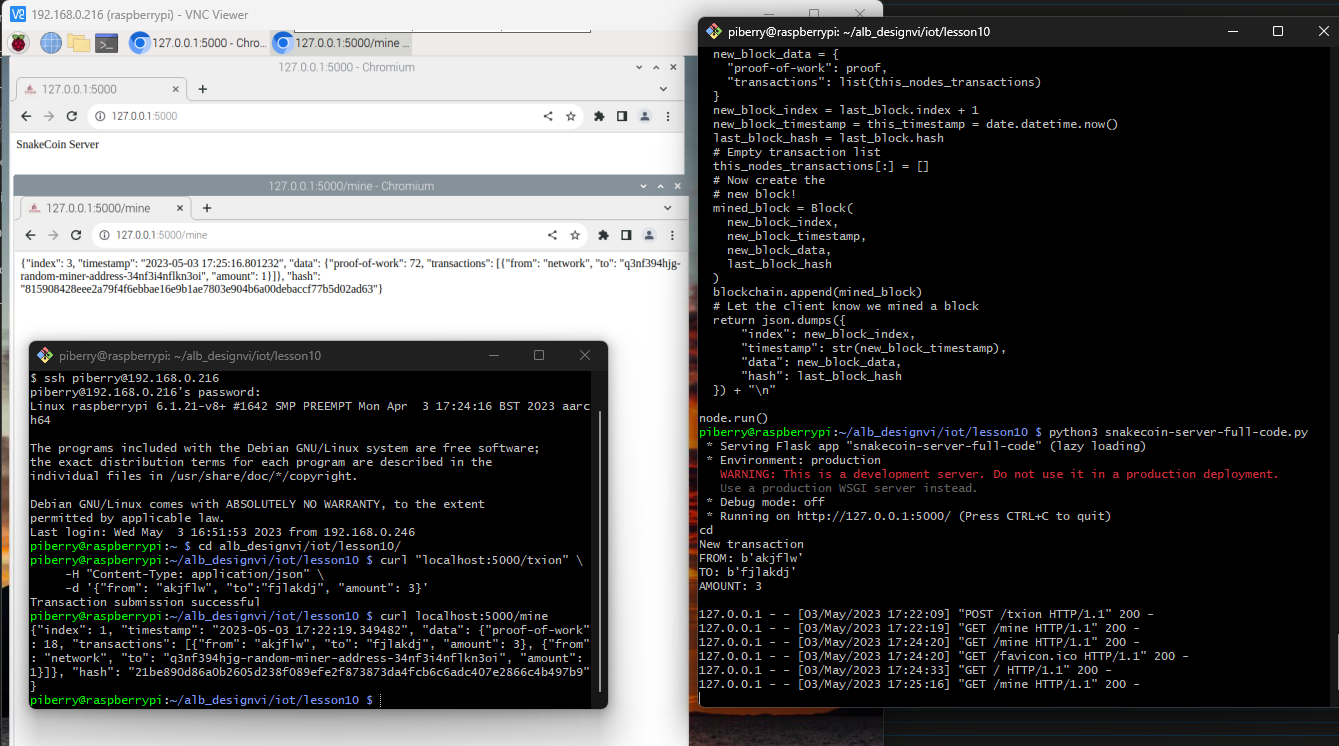 192.168.0.216 (raspberrypi) - VNC Viewer
127.0.0.1:5000 - Chro...
127.0.0.1:5000/mine ...
127.0.0.1:5000 - Chromium
127.0.0.1:5000
127.0.0.1:5000
SnakeCoin Server
127.0.0.1:5000/mine - Chromium
127.0.0.1:5000/mine
127.0.0.1:5000/mine
{"index": 3, "timestamp": "2023-05-03 17:25:16.801232", "data": {"proof-of-work": 72, "transactions": [{"from": "network", "to": "q3nf394hjg-
random-miner-address-34nf3i4nflkn3oi", "amount": 1}]}, "hash":
"815908428eee2a79f4f6ebbae16e9b1ae7803e904b6a00debaccf77b5d02ad63"}
piberry@raspberrypi: ~/alb_designvi/iot/lesson10
$ ssh piberry@192.168.0.216
piberry@192.168.0.216's password:
Linux raspberrypi 6.1.21-v8+ #1642 SMP PREEMPT Mon Apr  3 17:24:16 BST 2023 aarc
h64
The programs included with the Debian GNU/Linux system are free software;
the exact distribution terms for each program are described in the
individual files in /usr/share/doc/*/copyright.
Debian GNU/Linux comes with ABSOLUTELY NO WARRANTY, to the extent
permitted by applicable law.
Last login: Wed May  3 16:51:53 2023 from 192.168.0.246
piberry@raspberrypi:~ $ cd alb_designvi/iot/lesson10/
piberry@raspberrypi:~/alb_designvi/iot/lesson10 $ curl "localhost:5000/txion" \
     -H "Content-Type: application/json" \
     -d '{"from": "akjflw", "to":"fjlakdj", "amount": 3}'
Transaction submission successful
piberry@raspberrypi:~/alb_designvi/iot/lesson10 $ curl localhost:5000/mine
{"index": 1, "timestamp": "2023-05-03 17:22:19.349482", "data": {"proof-of-work"
: 18, "transactions": [{"from": "akjflw", "to": "fjlakdj", "amount": 3}, {"from"
: "network", "to": "q3nf394hjg-random-miner-address-34nf3i4nflkn3oi", "amount":
1}]}, "hash": "21be890d86a0b2605d238f089efe2f873873da4fcb6c6adc407e2866c4b497b9"
}
piberry@raspberrypi:~/alb_designvi/iot/lesson10 $
piberry@raspberrypi: ~/alb_designvi/iot/lesson10
  new_block_data = {
    "proof-of-work": proof,
    "transactions": list(this_nodes_transactions)
  }
  new_block_index = last_block.index + 1
  new_block_timestamp = this_timestamp = date.datetime.now()
  last_block_hash = last_block.hash
  # Empty transaction list
  this_nodes_transactions[:] = []
  # Now create the
  # new block!
  mined_block = Block(
    new_block_index,
    new_block_timestamp,
    new_block_data,
    last_block_hash
  )
  blockchain.append(mined_block)
  # Let the client know we mined a block
  return json.dumps({
      "index": new_block_index,
      "timestamp": str(new_block_timestamp),
      "data": new_block_data,
      "hash": last_block_hash
  }) + "\n"
node.run()
piberry@raspberrypi:~/alb_designvi/iot/lesson10 $ python3 snakecoin-server-full-code.py
 * Serving Flask app "snakecoin-server-full-code" (lazy loading)
 * Environment: production
   WARNING: This is a development server. Do not use it in a production deployment.
   Use a production WSGI server instead.
 * Debug mode: off
 * Running on http://127.0.0.1:5000/ (Press CTRL+C to quit)
cd
New transaction
FROM: b'akjflw'
TO: b'fjlakdj'
AMOUNT: 3
127.0.0.1 - - [03/May/2023 17:22:09] "POST /txion HTTP/1.1" 200 -
127.0.0.1 - - [03/May/2023 17:22:19] "GET /mine HTTP/1.1" 200 -
127.0.0.1 - - [03/May/2023 17:24:20] "GET /mine HTTP/1.1" 200 -
127.0.0.1 - - [03/May/2023 17:24:20] "GET /favicon.ico HTTP/1.1" 200 -
127.0.0.1 - - [03/May/2023 17:24:33] "GET / HTTP/1.1" 200 -
127.0.0.1 - - [03/May/2023 17:25:16] "GET /mine HTTP/1.1" 200 -